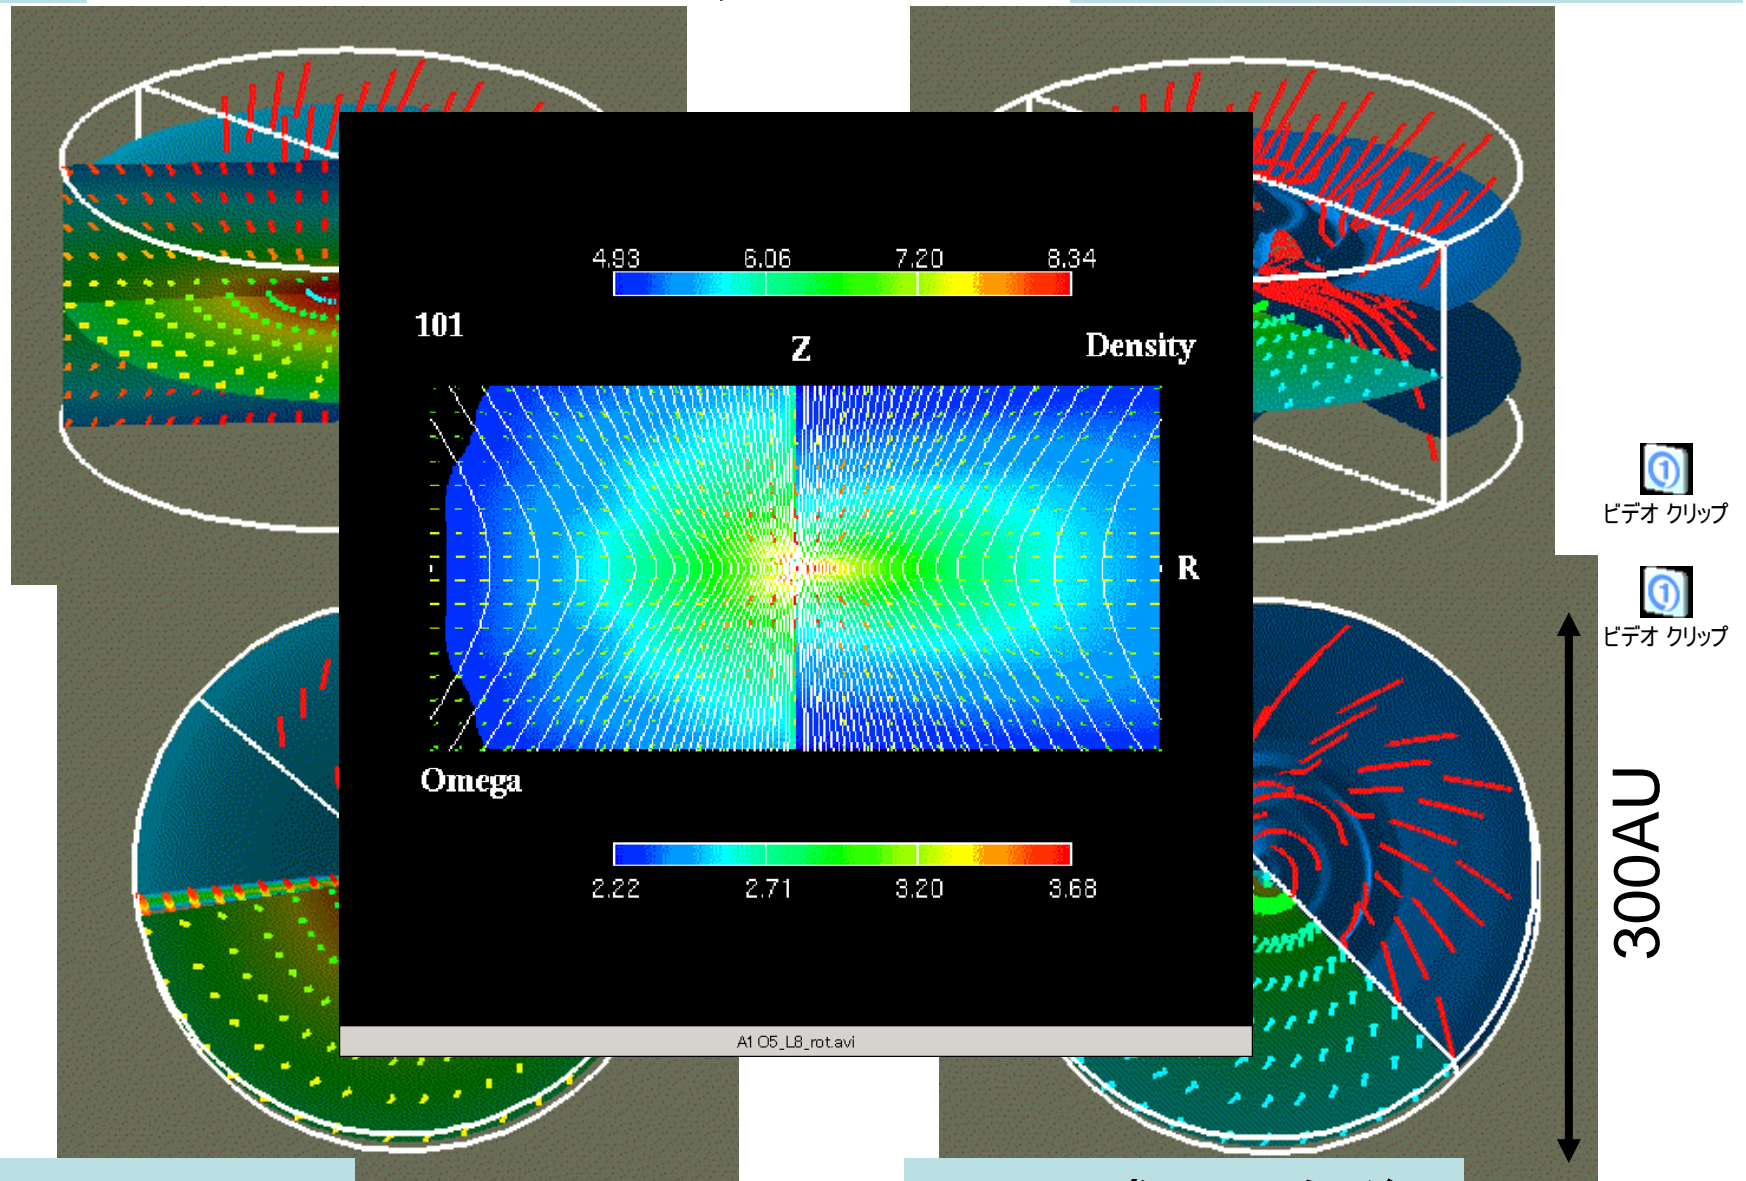 4.93 6.06 7.20 8.34
101
Z
Density
R
Omega
2.22 2.71 3.20 3.68
A1 O5_L8_rot.avi
ビデオ クリップ
ビデオ クリップ
300AU